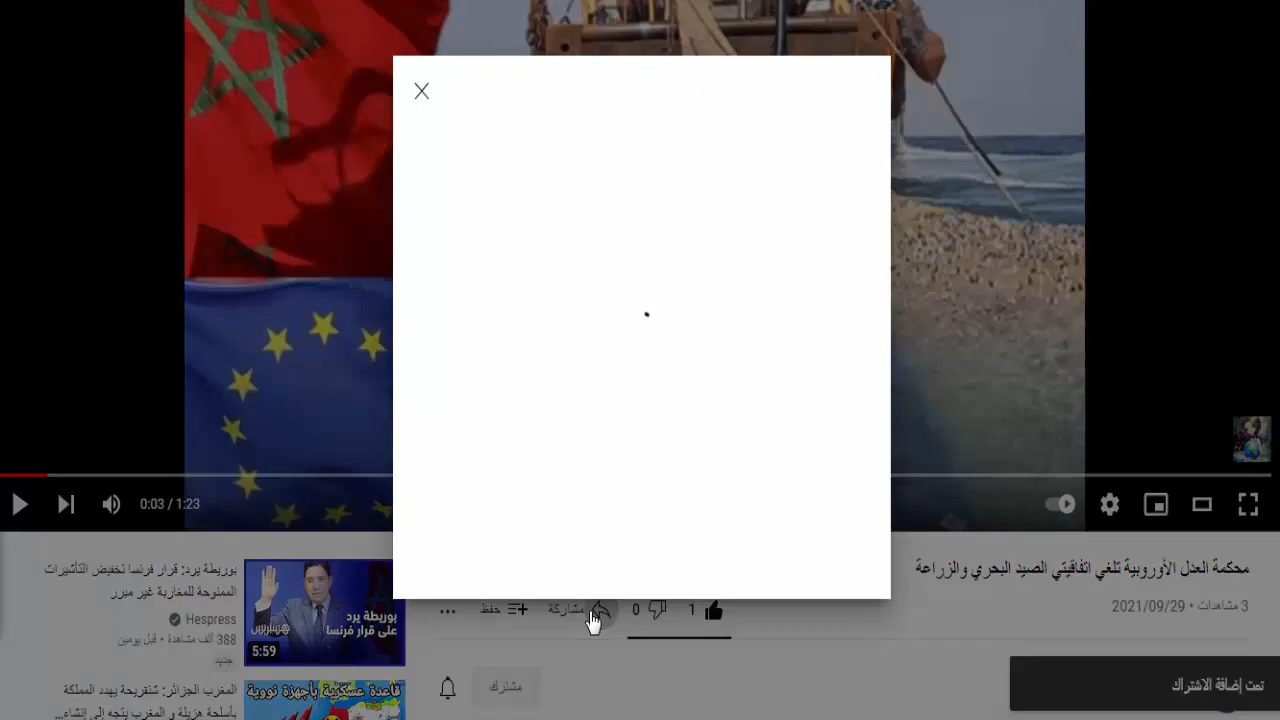 0:03 / 1:23
محكمة العدل الأوروبية تلغي اتفاقيتي الصيد البحري والزراعة
3 مشاهدات • 2021/09/29
1
0
مشاركة
حفظ
مشترك
تمت إضافة الاشتراك
بوريطة يرد: قرار فرنسا تخفيض التأشيرات
الممنوحة للمغاربة غير مبرر
Hespress
388 ألف مشاهدة • قبل يومين
جديد
بوريطة يرد
على قرار فرنسا
هسبريس
5:59
المغرب الجزائر: شنقريحة يهدد المملكة
بأسلحة هزيلة و المغرب يتجه إلى إنشاء...
قاعدة عسكرية بأجهزة نووية